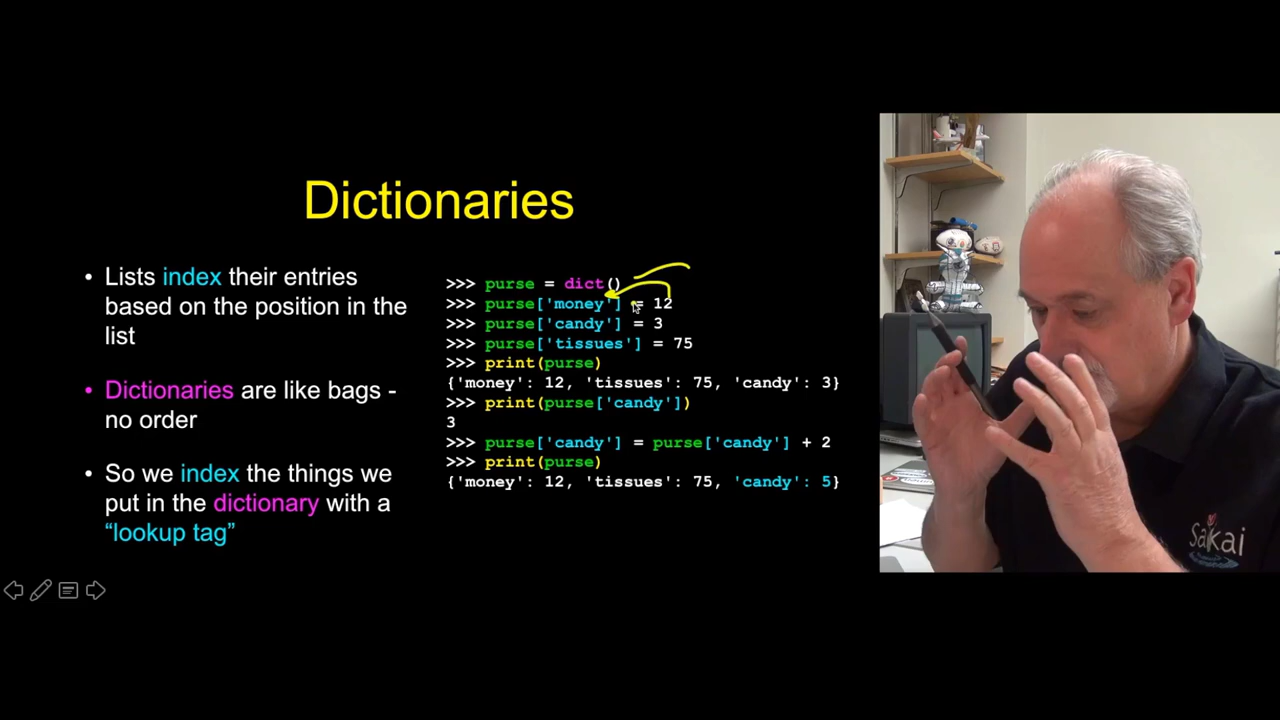 Dictionaries
• Lists index their entries
based on the position in the
list
• Dictionaries are like bags -
no order
• So we index the things we
put in the dictionary with a
“lookup tag”
>>> purse = dict()
>>> purse['money'] = 12
>>> purse['candy'] = 3
>>> purse['tissues'] = 75
>>> print(purse)
{'money': 12, 'tissues': 75, 'candy': 3}
>>> print(purse['candy'])
3
>>> purse['candy'] = purse['candy'] + 2
>>> print(purse)
{'money': 12, 'tissues': 75, 'candy': 5}
Sakai